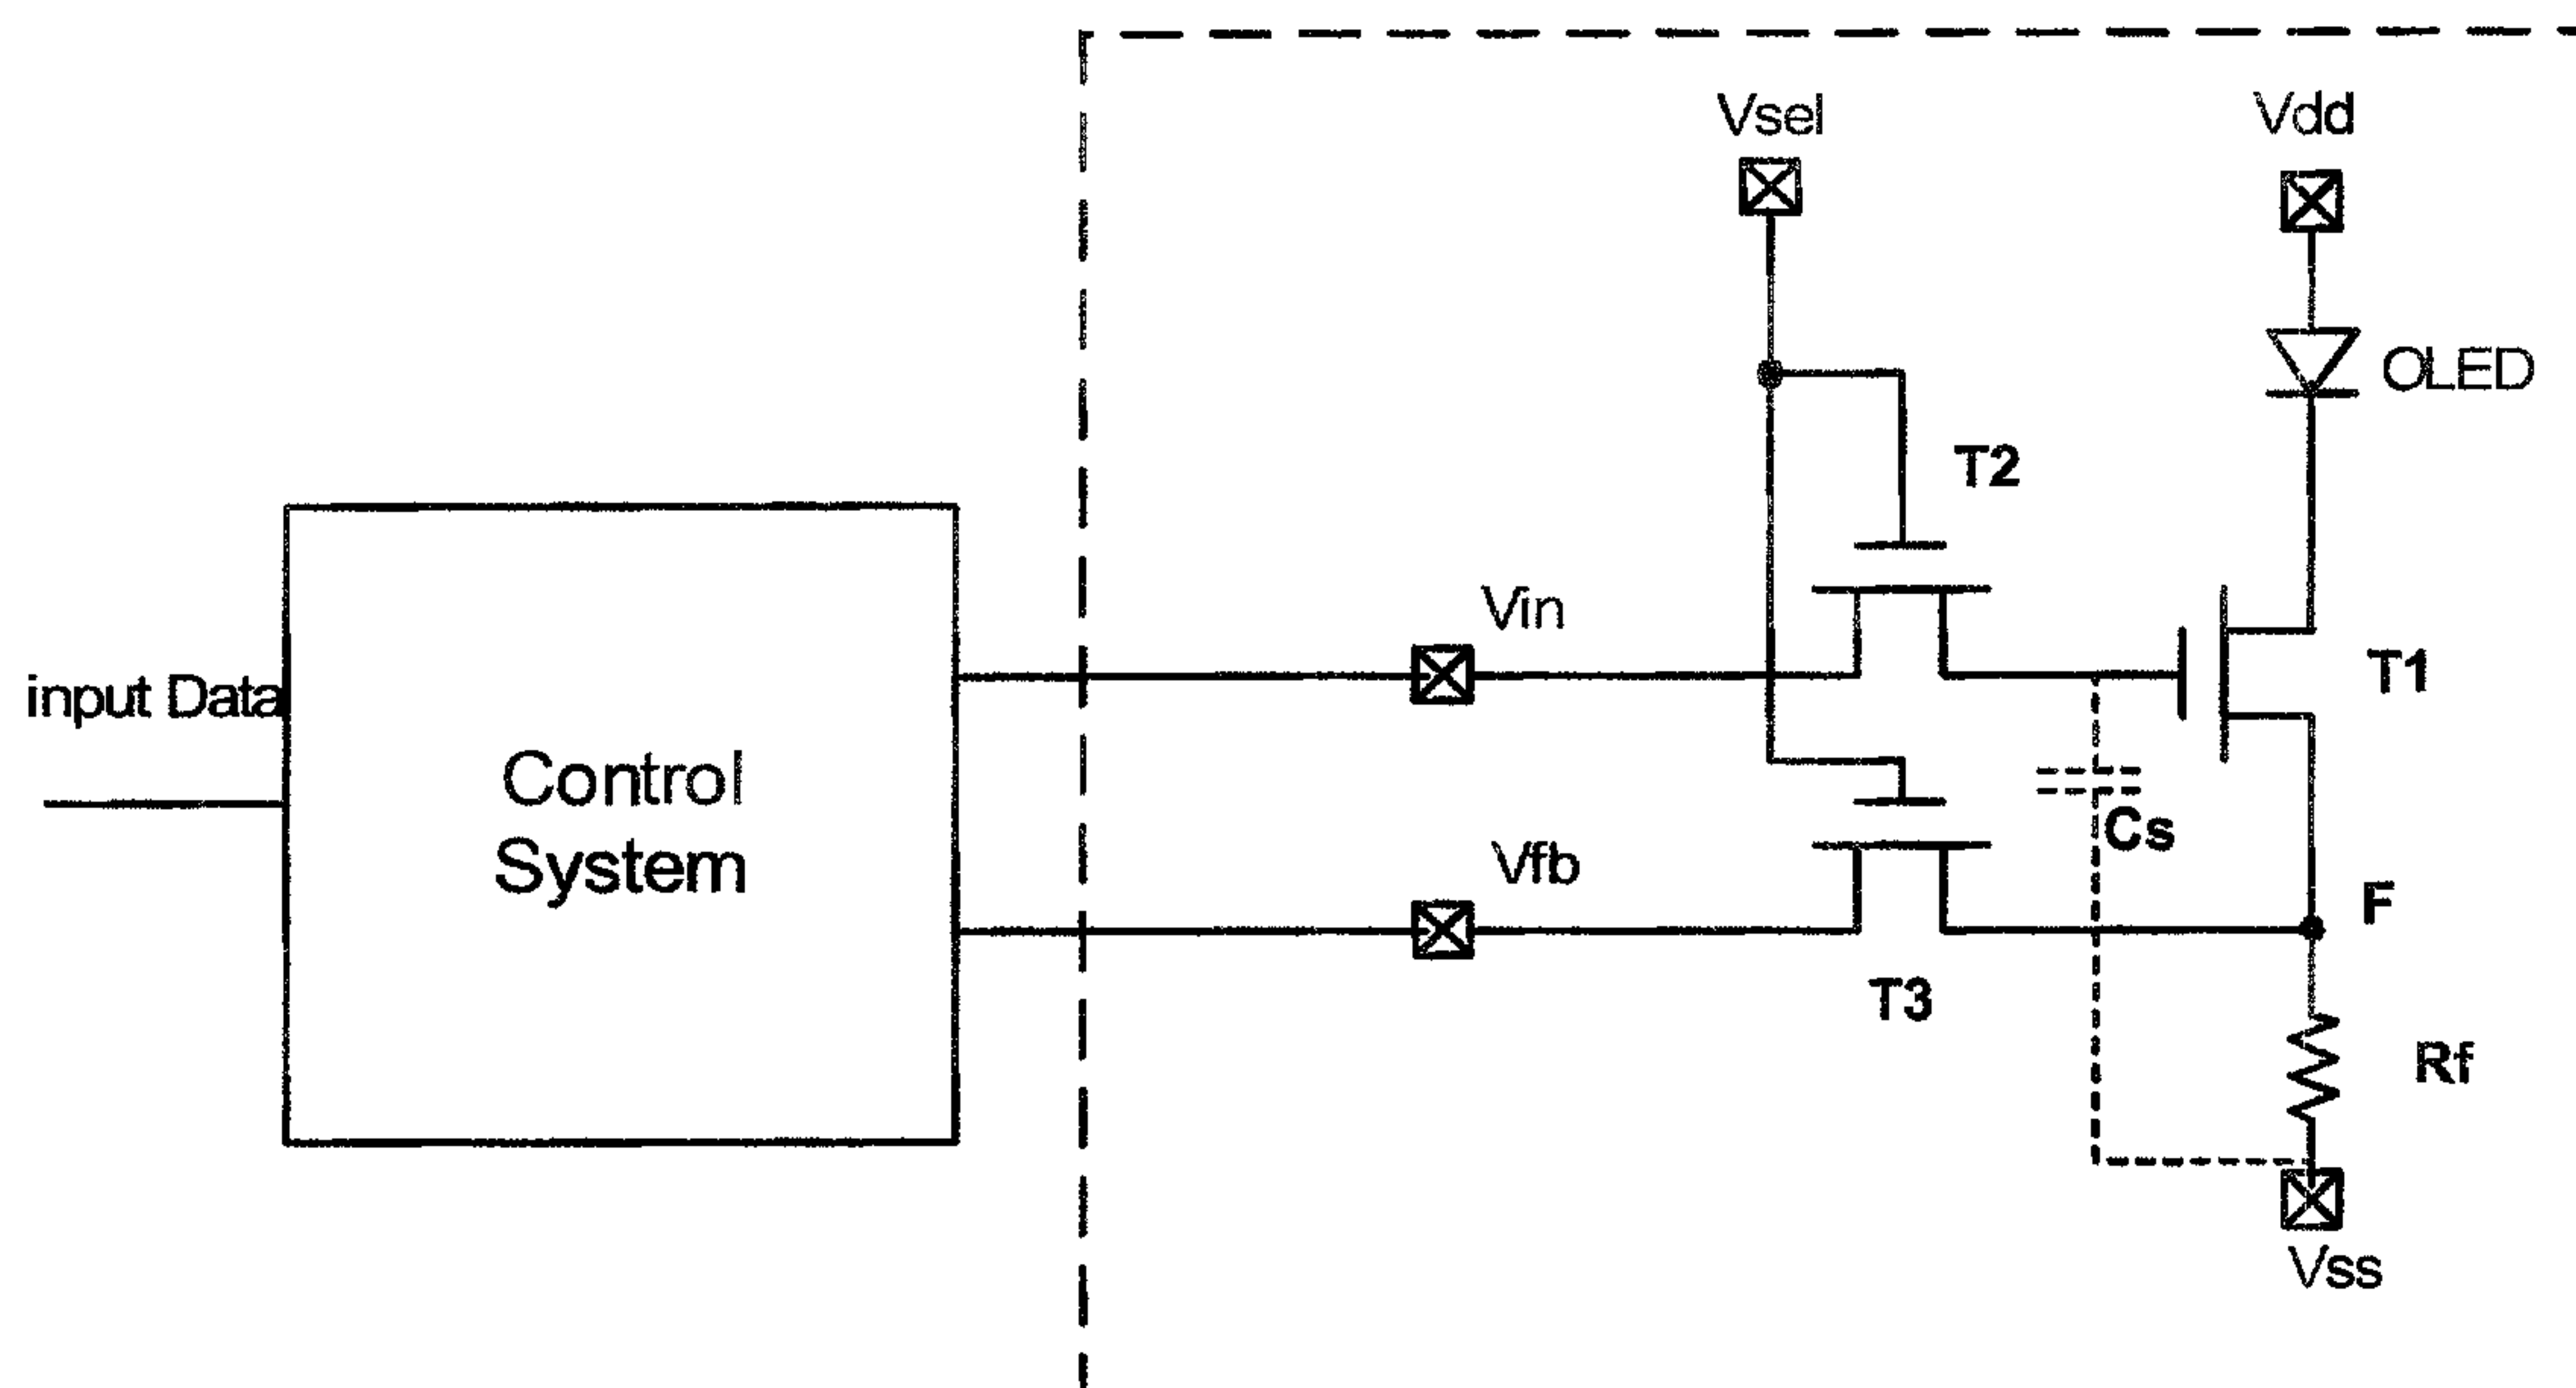 Vsel
Vdd
OLED
T2
Vin
T1
input Data
Control
System
Cs
Vfb
F
T3
Rf
Vss